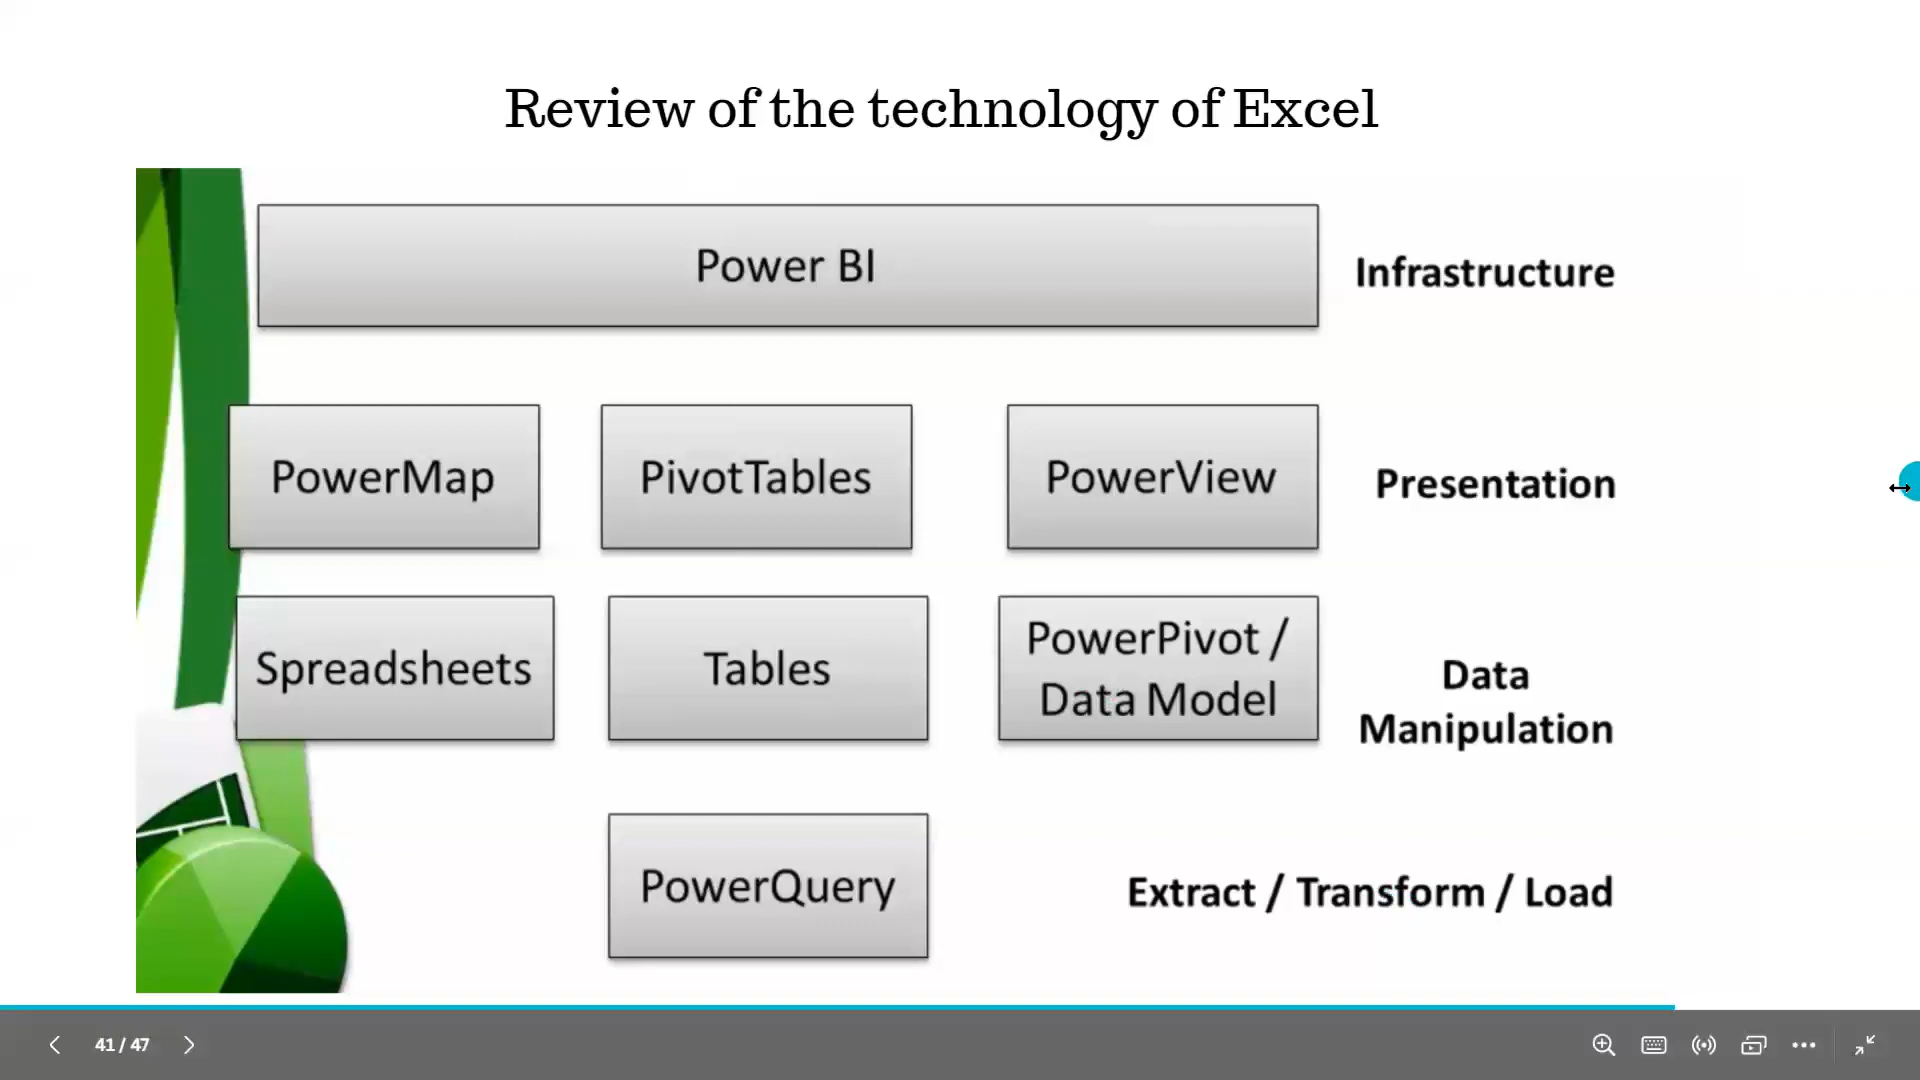 Review of the technology of Excel
Power BI
Infrastructure
PowerMap
PivotTables
PowerView
Presentation
Spreadsheets
Tables
PowerPivot /
Data Model
Data
Manipulation
PowerQuery
Extract / Transform / Load
41 / 47